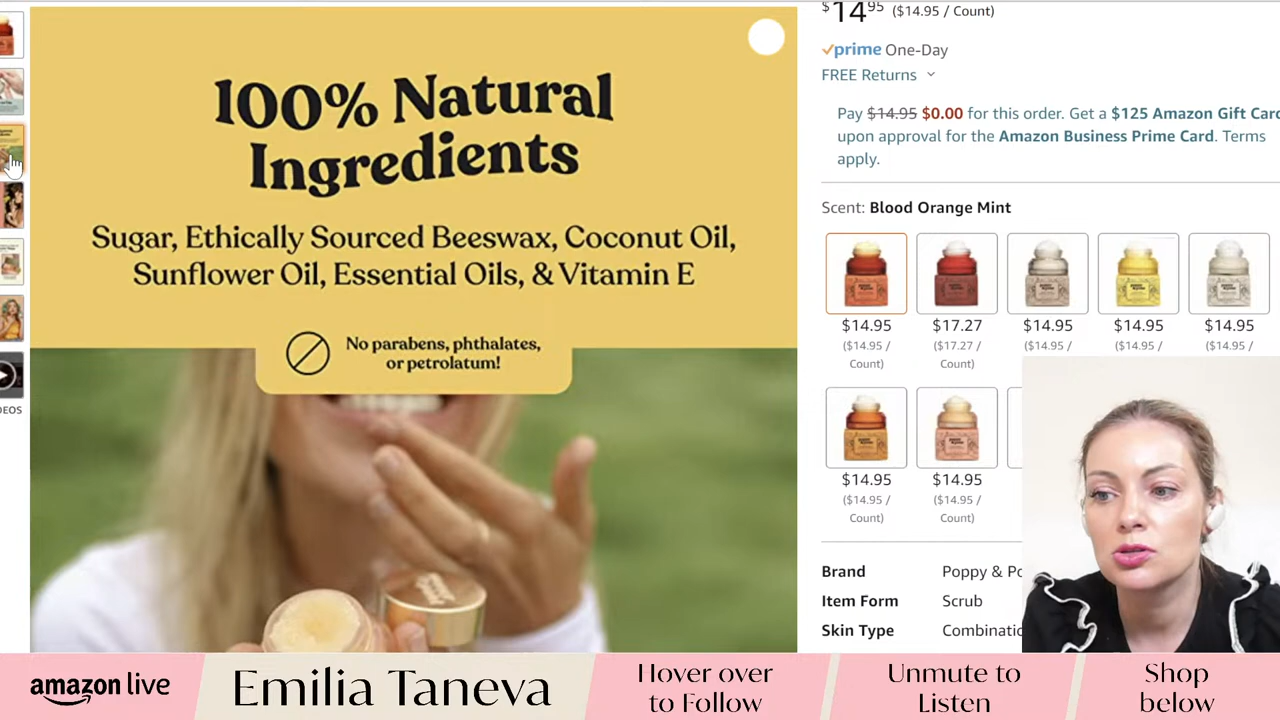 100% Natural
Ingredients
Sugar, Ethically Sourced Beeswax, Coconut Oil,
Sunflower Oil, Essential Oils, & Vitamin E
No parabens, phthalates,
or petrolatum!
$14.95 ($14.95 / Count)
prime One-Day
FREE Returns
Pay $14.95 $0.00 for this order. Get a $125 Amazon Gift Card
upon approval for the Amazon Business Prime Card. Terms
apply.
Scent: Blood Orange Mint
$14.95 $17.27 $14.95 $14.95 $14.95
($14.95 / ($17.27 / ($14.95 / ($14.95 / ($14.95 /
Count) Count)
$14.95 $14.95
($14.95 / ($14.95 /
Count) Count)
Brand Poppy & Po
Item Form Scrub
Skin Type Combinatio
DEOS
amazon live
Emilia Taneva
Hover over
to Follow
Unmute to
Listen
Shop
below